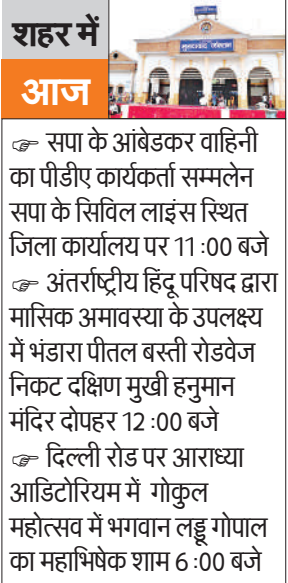 शहर में
आज
मुरादाबाद जंक्शन
☞ सपा के आंबेडकर वाहिनी
का पीडीए कार्यकर्ता सम्मलेन
सपा के सिविल लाइंस स्थित
जिला कार्यालय पर 11:00 बजे
☞ अंतर्राष्ट्रीय हिंदू परिषद द्वारा
मासिक अमावस्या के उपलक्ष्य
में भंडारा पीतल बस्ती रोडवेज
निकट दक्षिण मुखी हनुमान
मंदिर दोपहर 12:00 बजे
☞ दिल्ली रोड पर आराध्या
आडिटोरियम में गोकुल
महोत्सव में भगवान लड्डू गोपाल
का महाभिषेक शाम 6:00 बजे